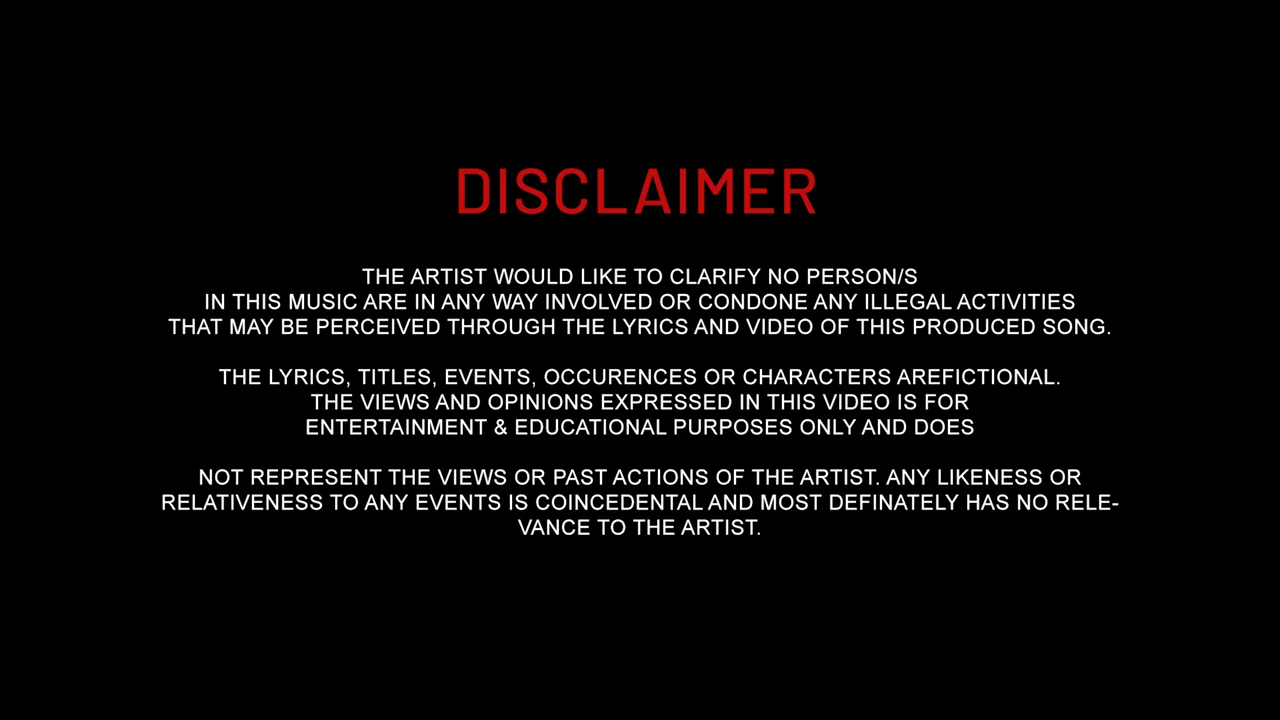 DISCLAIMER
THE ARTIST WOULD LIKE TO CLARIFY NO PERSON/S
IN THIS MUSIC ARE IN ANY WAY INVOLVED OR CONDONE ANY ILLEGAL ACTIVITIES
THAT MAY BE PERCEIVED THROUGH THE LYRICS AND VIDEO OF THIS PRODUCED SONG.
THE LYRICS, TITLES, EVENTS, OCCURENCES OR CHARACTERS AREFICTIONAL.
THE VIEWS AND OPINIONS EXPRESSED IN THIS VIDEO IS FOR
ENTERTAINMENT & EDUCATIONAL PURPOSES ONLY AND DOES
NOT REPRESENT THE VIEWS OR PAST ACTIONS OF THE ARTIST. ANY LIKENESS OR
RELATIVENESS TO ANY EVENTS IS COINCEDENTAL AND MOST DEFINATELY HAS NO RELE-
VANCE TO THE ARTIST.